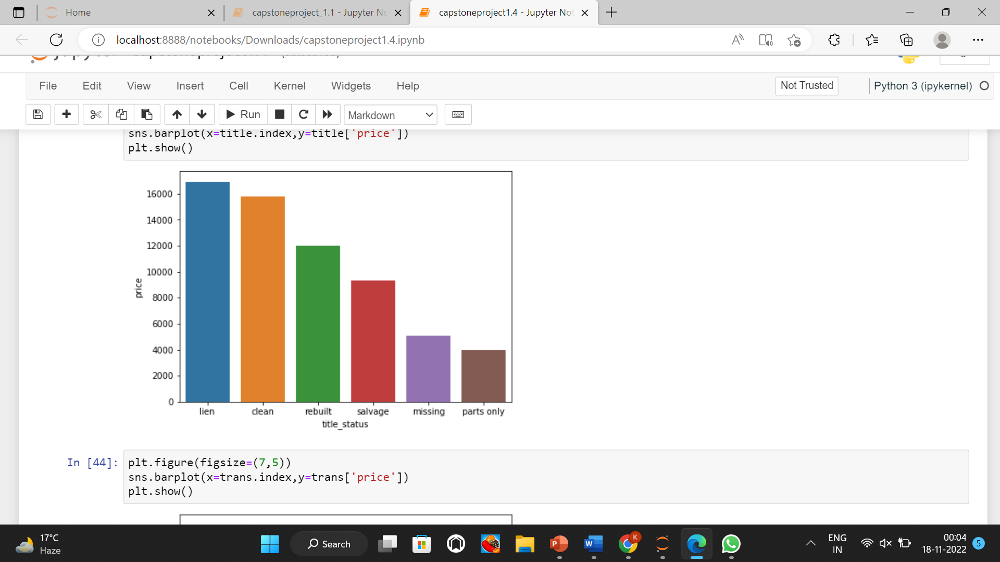 Home
capstoneproject_1.1 - Jupyter No
capstoneproject1.4 - Jupyter Not
localhost:8888/notebooks/Downloads/capstoneproject1.4.ipynb
File Edit View Insert Cell Kernel Widgets Help Not Trusted Python 3 (ipykernel)
Run Markdown
sns.barplot(x=title.index,y=title['price'])
plt.show()
16000
14000
12000
10000
8000
6000
4000
2000
0
price
lien clean rebuilt salvage missing parts only
title_status
In [44]:
plt.figure(figsize=(7,5))
sns.barplot(x=trans.index,y=trans['price'])
plt.show()
17°C
Haze
Search
ENG
IN
00:04
18-11-2022
5